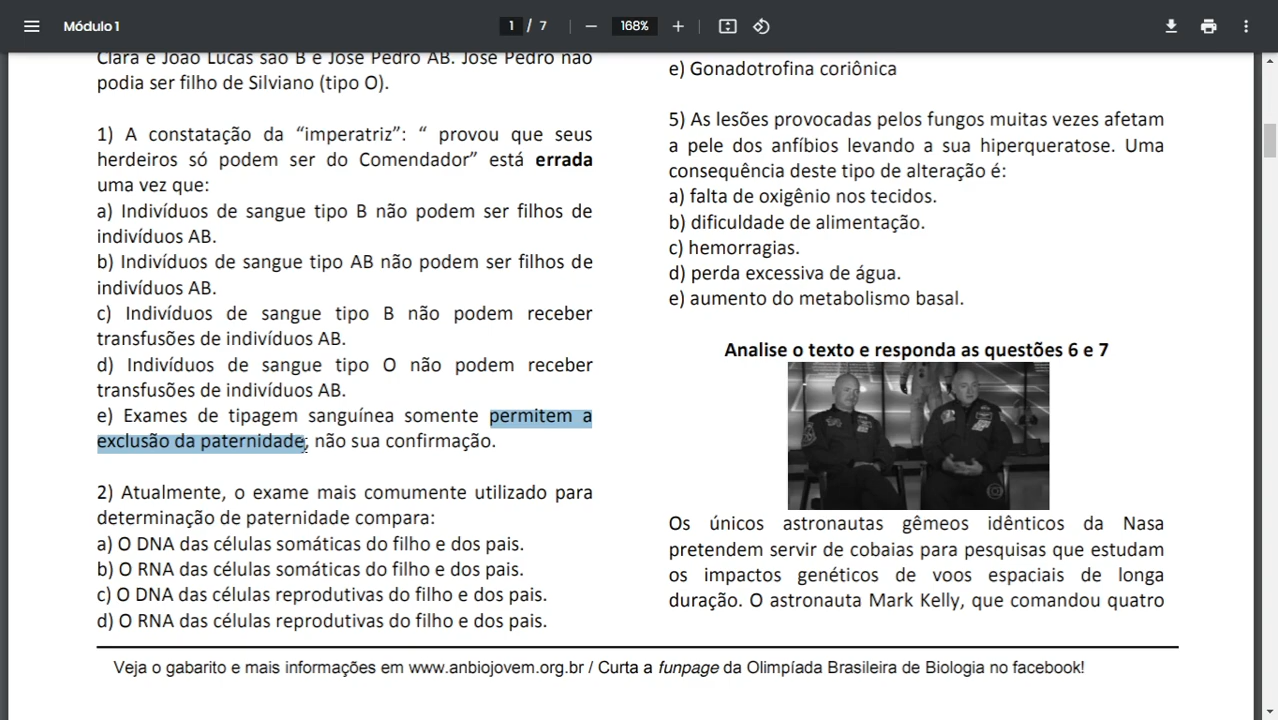 Módulo 1
1 / 7
168%
Clara e João Lucas são B e José Pedro AB. José Pedro não
podia ser filho de Silviano (tipo O).
1) A constatação da “imperatriz”: “ provou que seus
herdeiros só podem ser do Comendador” está errada
uma vez que:
a) Indivíduos de sangue tipo B não podem ser filhos de
indivíduos AB.
b) Indivíduos de sangue tipo AB não podem ser filhos de
indivíduos AB.
c) Indivíduos de sangue tipo B não podem receber
transfusões de indivíduos AB.
d) Indivíduos de sangue tipo O não podem receber
transfusões de indivíduos AB.
e) Exames de tipagem sanguínea somente permitem a
exclusão da paternidade, não sua confirmação.
2) Atualmente, o exame mais comumente utilizado para
determinação de paternidade compara:
a) O DNA das células somáticas do filho e dos pais.
b) O RNA das células somáticas do filho e dos pais.
c) O DNA das células reprodutivas do filho e dos pais.
d) O RNA das células reprodutivas do filho e dos pais.
e) Gonadotrofina coriônica
5) As lesões provocadas pelos fungos muitas vezes afetam
a pele dos anfíbios levando a sua hiperqueratose. Uma
consequência deste tipo de alteração é:
a) falta de oxigênio nos tecidos.
b) dificuldade de alimentação.
c) hemorragias.
d) perda excessiva de água.
e) aumento do metabolismo basal.
Analise o texto e responda as questões 6 e 7
Os únicos astronautas gêmeos idênticos da Nasa
pretendem servir de cobaias para pesquisas que estudam
os impactos genéticos de voos espaciais de longa
duração. O astronauta Mark Kelly, que comandou quatro
Veja o gabarito e mais informações em www.anbiojovem.org.br / Curta a funpage da Olimpíada Brasileira de Biologia no facebook!